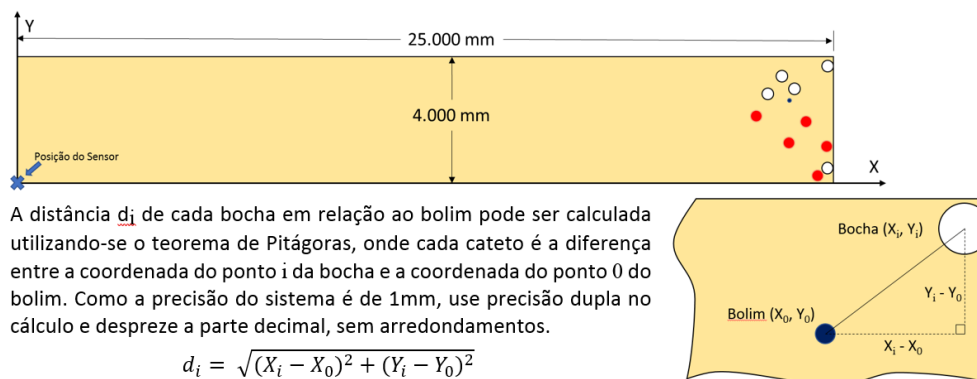 Y
25.000 mm
4.000 mm
Posição do Sensor
X
A distância di de cada bocha em relação ao bolim pode ser calculada
utilizando-se o teorema de Pitágoras, onde cada cateto é a diferença
entre a coordenada do ponto i da bocha e a coordenada do ponto 0 do
bolim. Como a precisão do sistema é de 1mm, use precisão dupla no
cálculo e despreze a parte decimal, sem arredondamentos.
dᵢ = √((Xᵢ − X₀)² + (Yᵢ − Y₀)²)
Bocha (Xᵢ, Yᵢ)
Yᵢ - Y₀
Bolim (X₀, Y₀)
Xᵢ - X₀